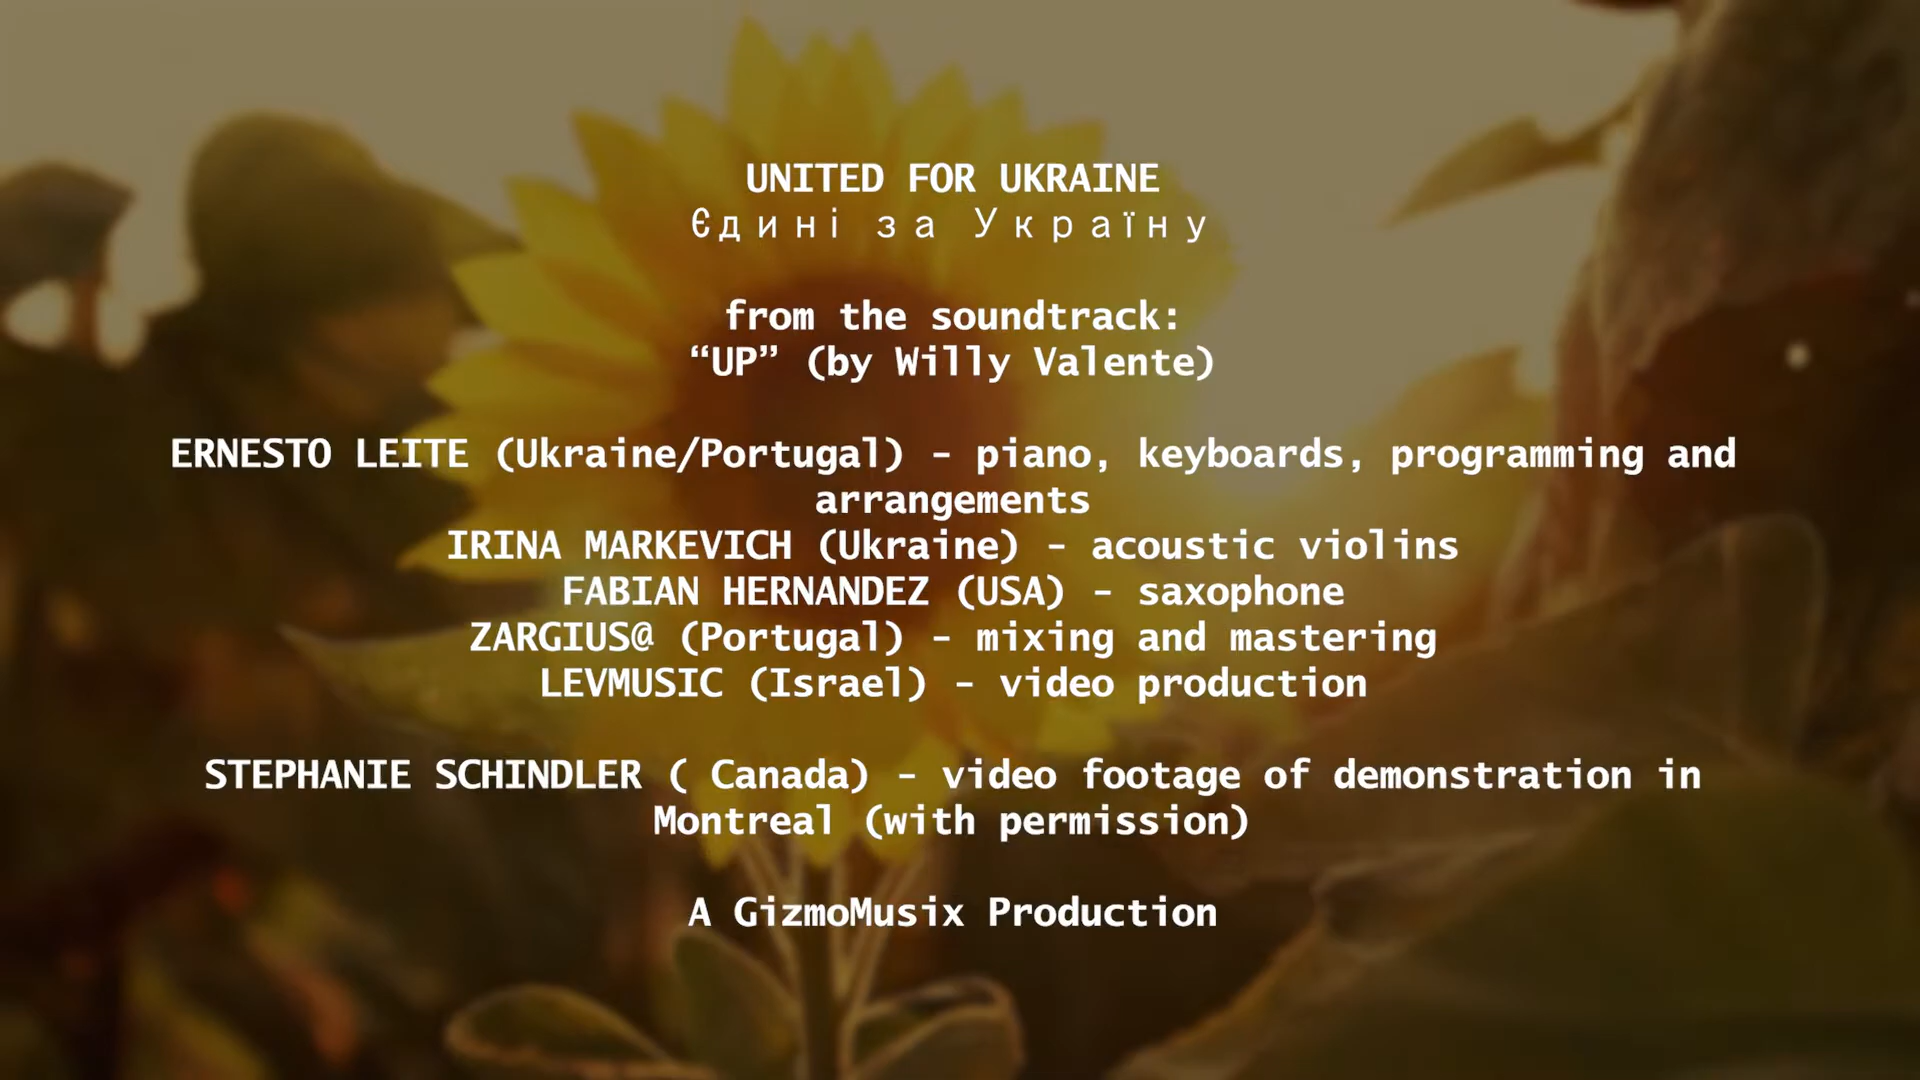 UNITED FOR UKRAINE
Єдині за Україну
from the soundtrack:
“UP” (by Willy Valente)
ERNESTO LEITE (Ukraine/Portugal) – piano, keyboards, programming and
arrangements
IRINA MARKEVICH (Ukraine) – acoustic violins
FABIAN HERNANDEZ (USA) – saxophone
ZARGIUS@ (Portugal) – mixing and mastering
LEVMUSIC (Israel) – video production
STEPHANIE SCHINDLER ( Canada) – video footage of demonstration in
Montreal (with permission)
A GizmoMusix Production